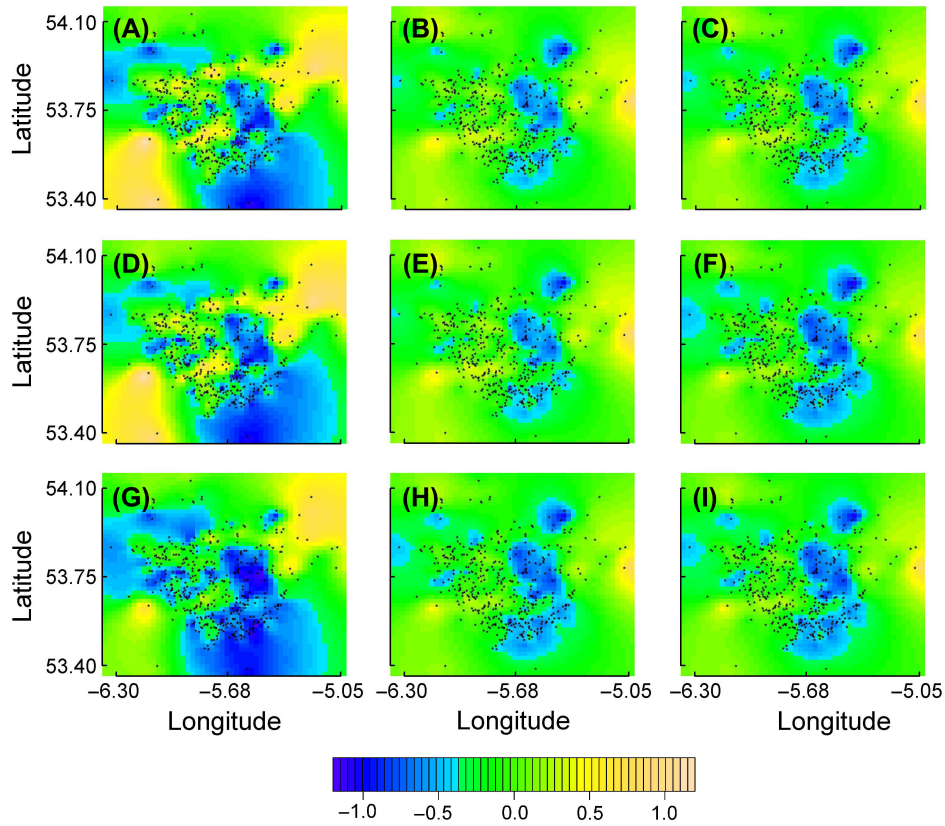 (A) (B) (C)
54.10
Latitude
53.75
53.40
(D) (E) (F)
54.10
Latitude
53.75
53.40
(G) (H) (I)
54.10
Latitude
53.75
53.40
−6.30 −5.68 −5.05 −6.30 −5.68 −5.05 −6.30 −5.68 −5.05
Longitude Longitude Longitude
−1.0 −0.5 0.0 0.5 1.0